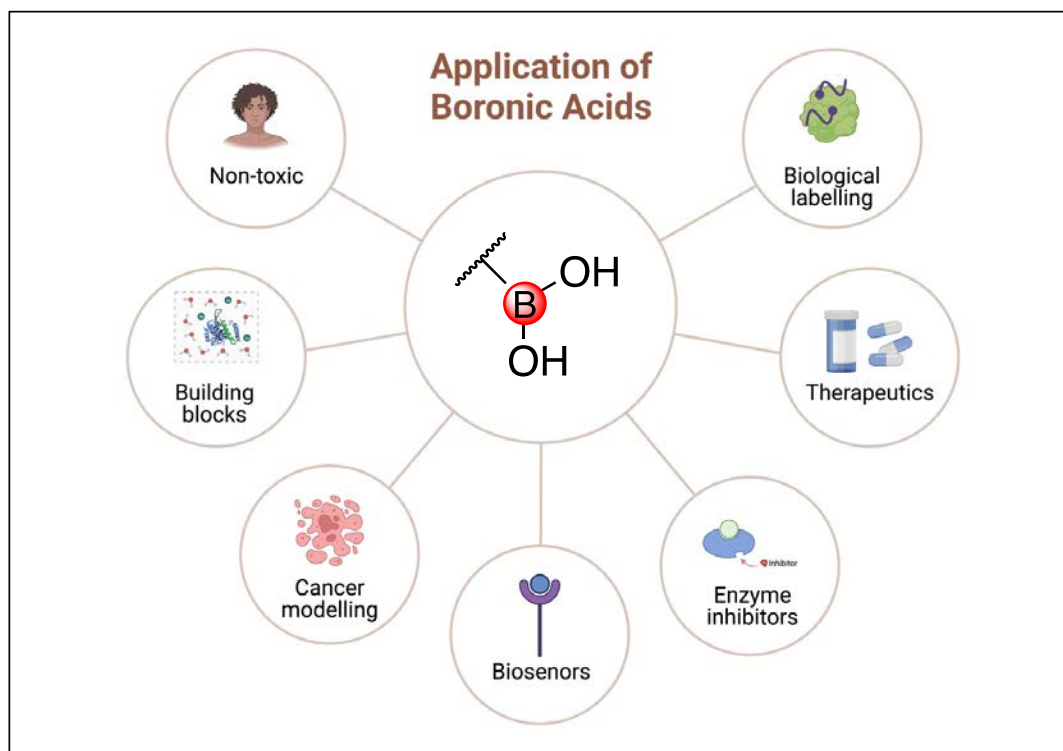 Application of
Boronic Acids
Non-toxic
Biological
labelling
OH
B
OH
Building
blocks
Therapeutics
Cancer
modelling
Inhibitor
Enzyme
inhibitors
Biosenors